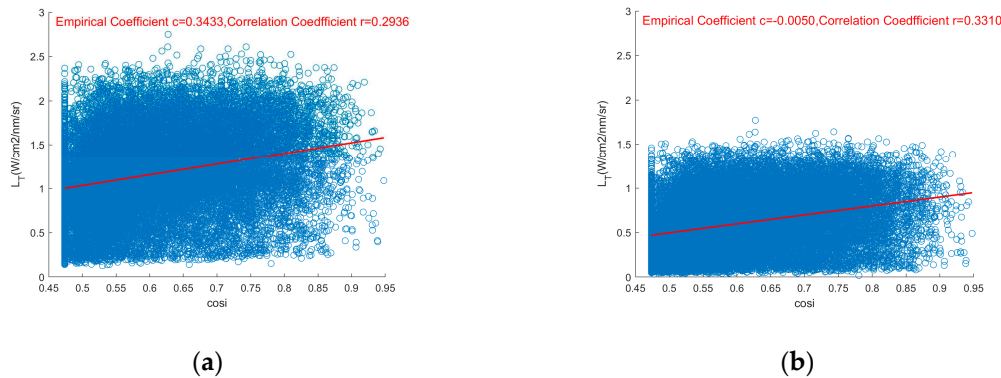 Empirical Coefficient c=0.3433,Correlation Coedfficient r=0.2936
3
2.5
2
1.5
1
0.5
0
L_T(W/cm2/nm/sr)
0.45 0.5 0.55 0.6 0.65 0.7 0.75 0.8 0.85 0.9 0.95
cosi
(a)
Empirical Coefficient c=-0.0050,Correlation Coedfficient r=0.3310
3
2.5
2
1.5
1
0.5
0
L_T(W/cm2/nm/sr)
0.45 0.5 0.55 0.6 0.65 0.7 0.75 0.8 0.85 0.9 0.95
cosi
(b)